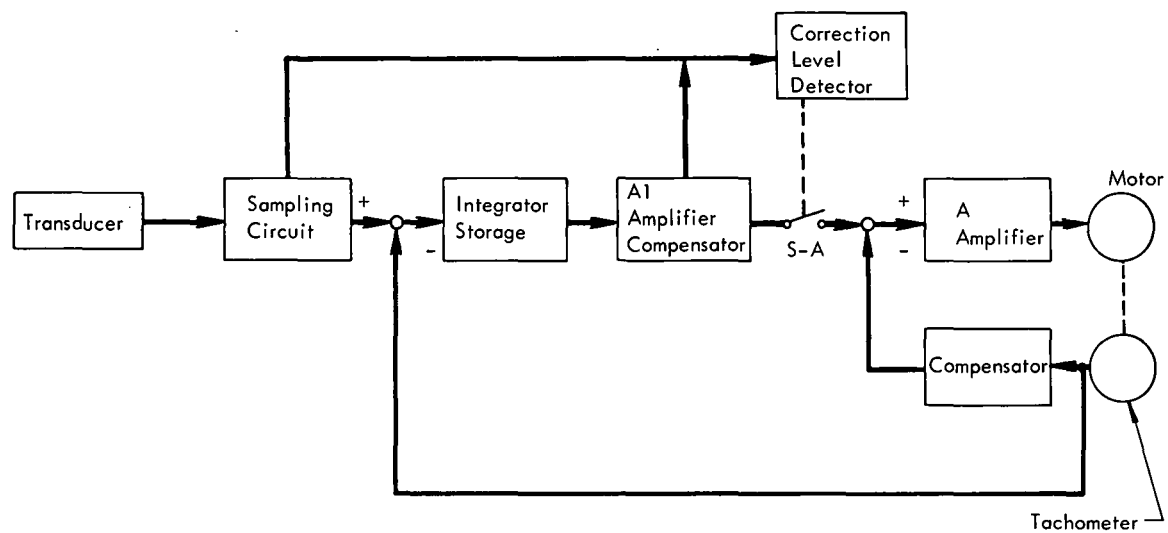 Correction
Level
Detector
Transducer
Sampling
Circuit
+
-
Integrator
Storage
A1
Amplifier
Compensator
S-A
+
-
A
Amplifier
Motor
Compensator
Tachometer